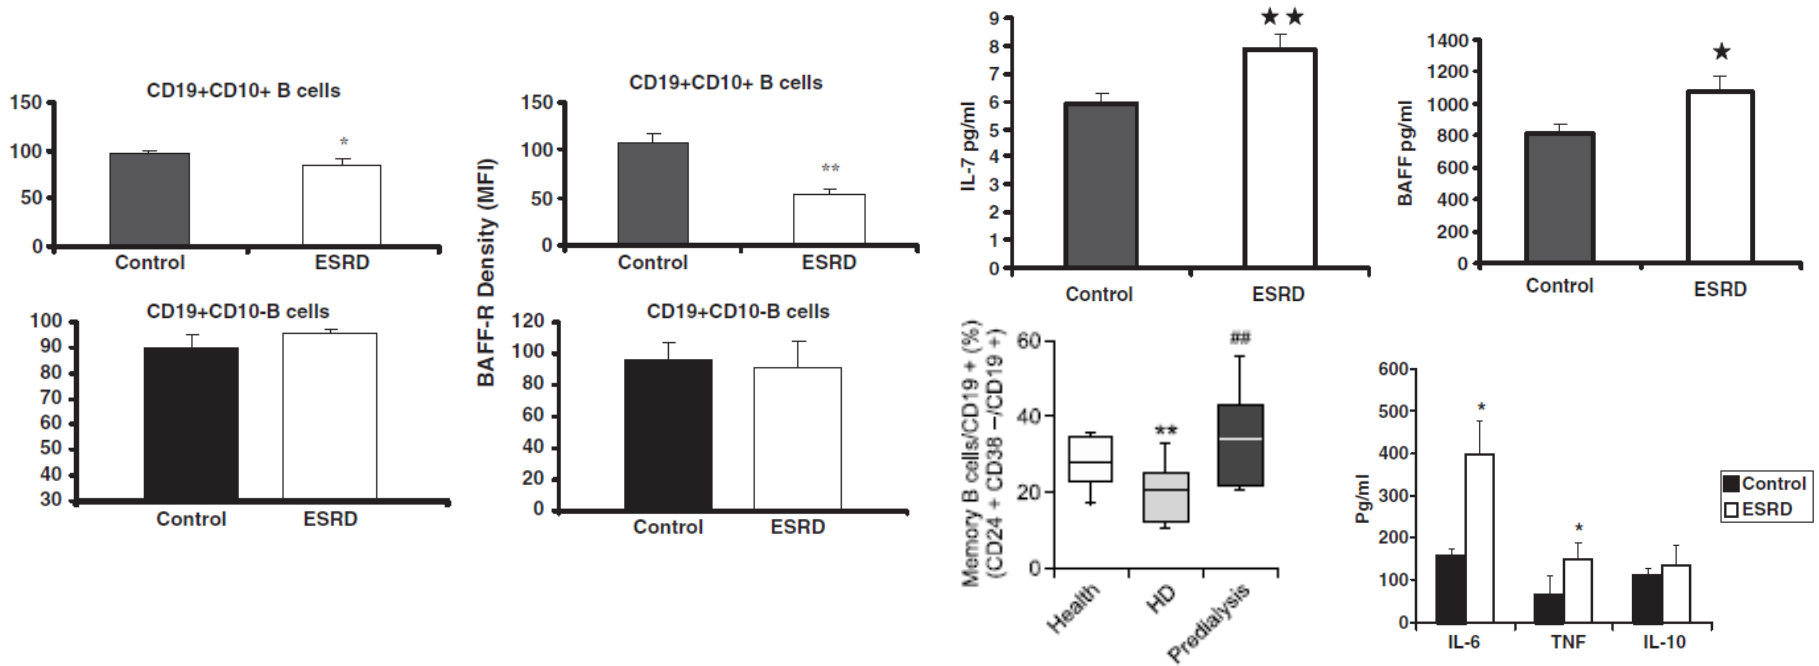 CD19+CD10+ B cells
150
100
50
0
*
Control
ESRD
CD19+CD10-B cells
100
90
80
70
60
50
40
30
Control
ESRD
BAFF-R Density (MFI)
CD19+CD10+ B cells
150
100
50
0
**
Control
ESRD
CD19+CD10-B cells
120
100
80
60
40
20
0
Control
ESRD
IL-7 pg/ml
9
8
7
6
5
4
3
2
1
0
★★
Control
ESRD
BAFF pg/ml
1400
1200
1000
800
600
400
200
0
★
Control
ESRD
Memory B cells/CD19 + (%)
(CD24 + CD38 –/CD19 +)
60
40
20
0
**
##
Health
HD
Predialysis
Pg/ml
600
500
400
300
200
100
0
*
*
IL-6
TNF
IL-10
Control
ESRD